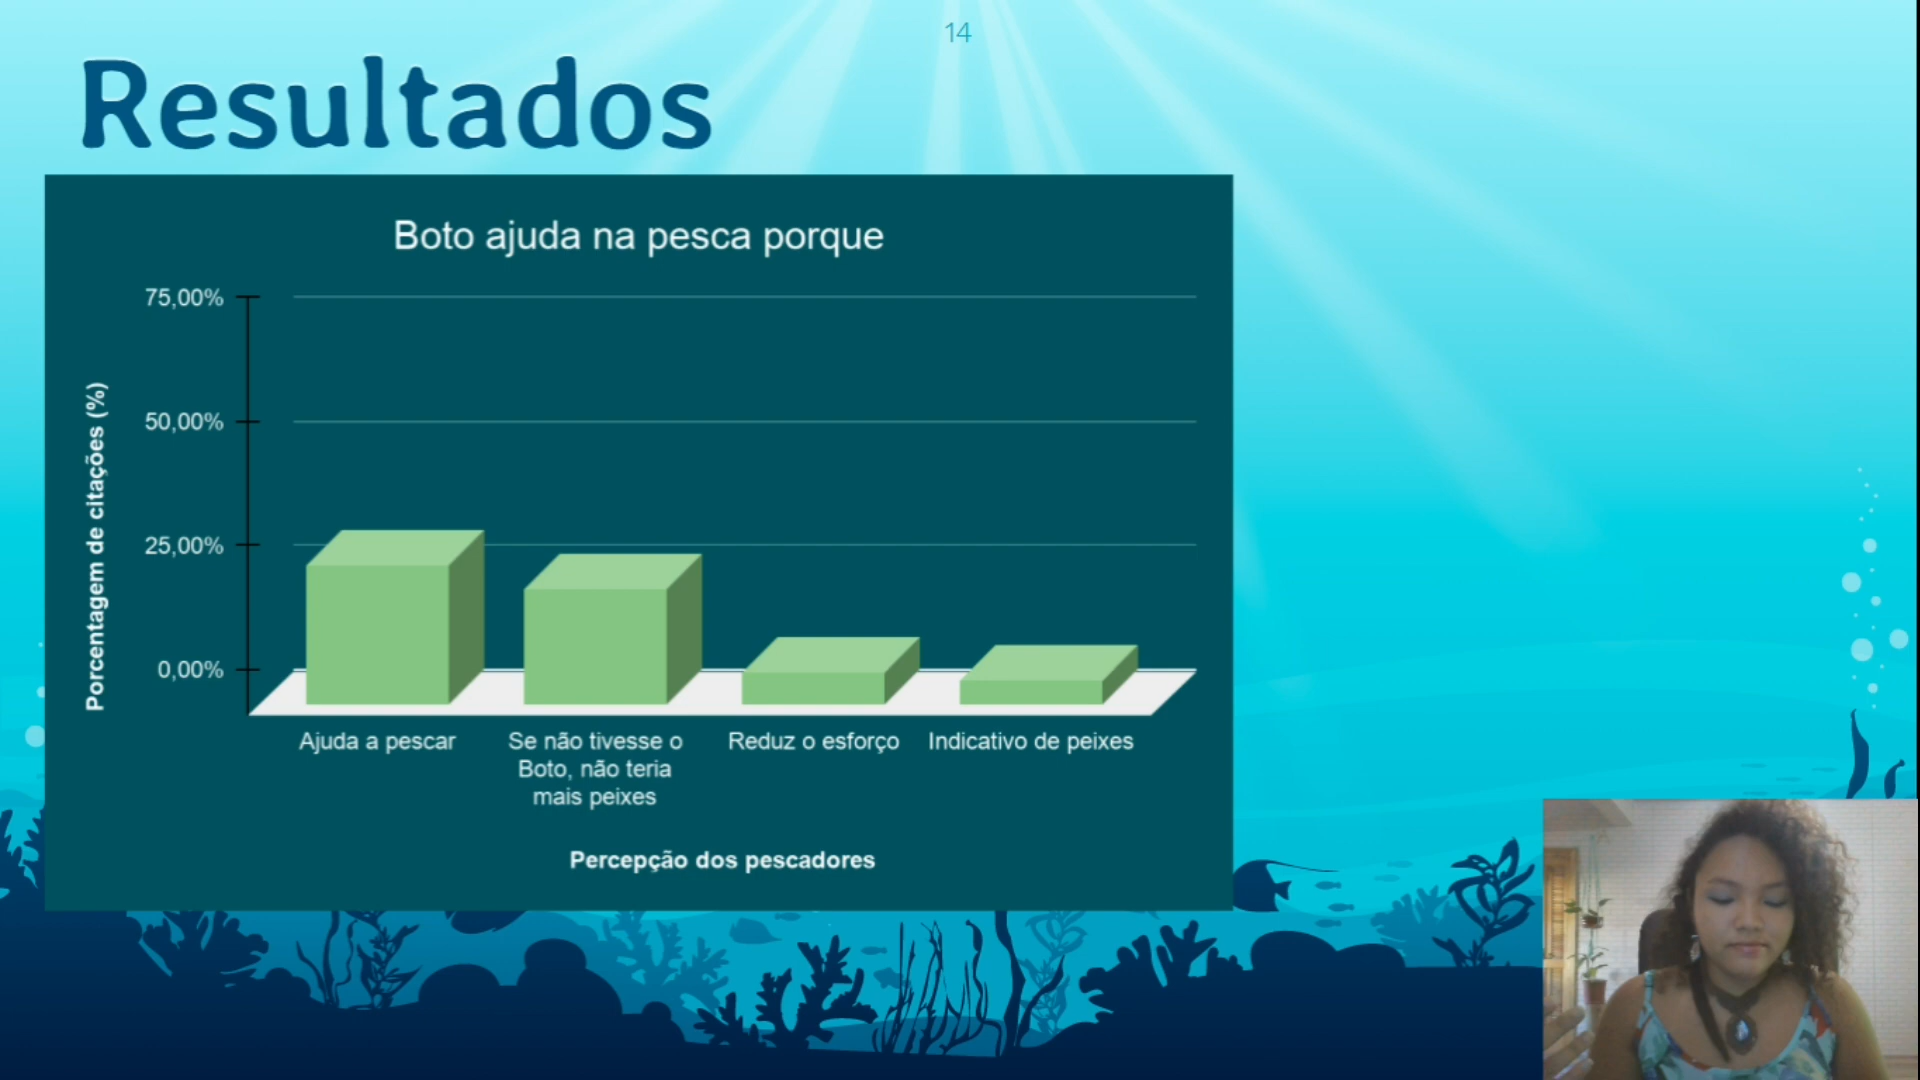 14
Resultados
Boto ajuda na pesca porque
75,00%
50,00%
25,00%
0,00%
Porcentagem de citações (%)
Ajuda a pescar
Se não tivesse o
Boto, não teria
mais peixes
Reduz o esforço
Indicativo de peixes
Percepção dos pescadores